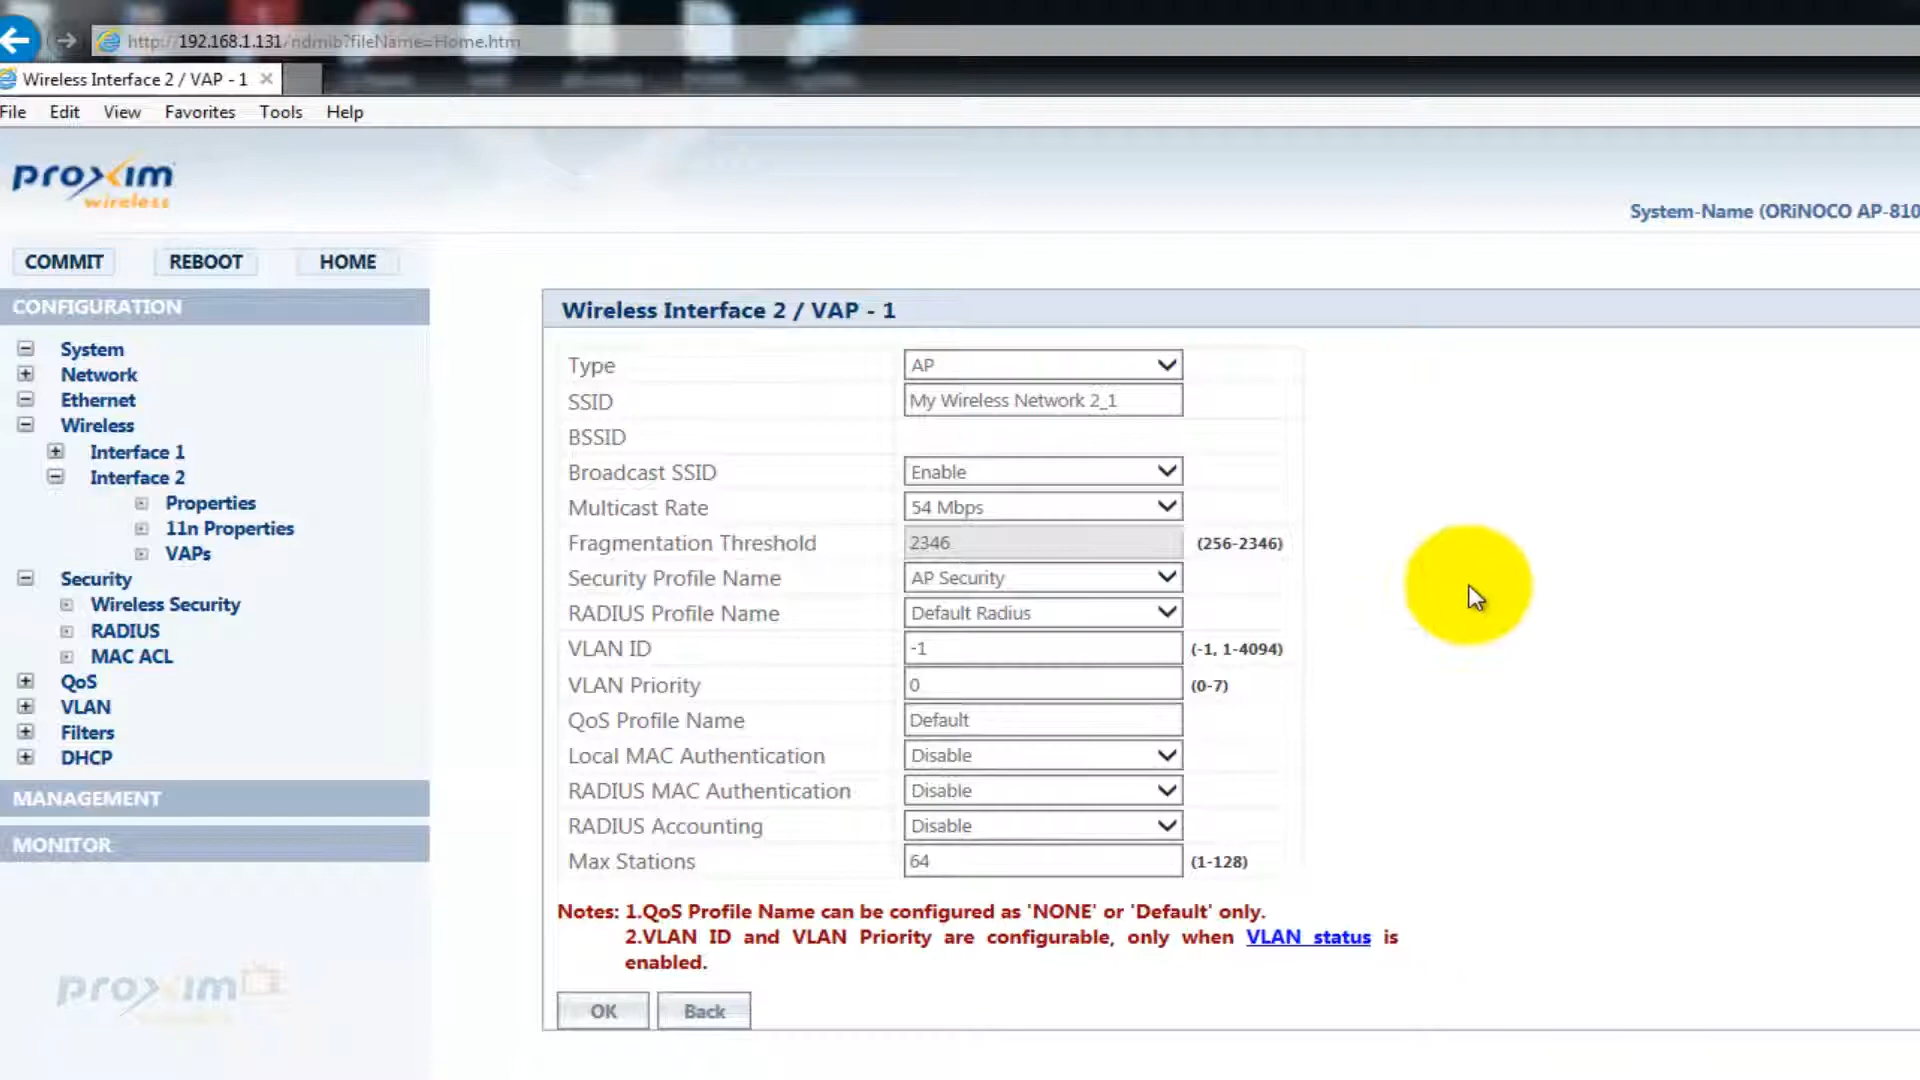 http://192.168.1.131/ndmib?fileName=Home.htm
Wireless Interface 2 / VAP - 1
File Edit View Favorites Tools Help
proxim
wireless
System-Name (ORiNOCO AP-810
COMMIT REBOOT HOME
CONFIGURATION
System
Network
Ethernet
Wireless
Interface 1
Interface 2
Properties
11n Properties
VAPs
Security
Wireless Security
RADIUS
MAC ACL
QoS
VLAN
Filters
DHCP
MANAGEMENT
MONITOR
proxim
Wireless Interface 2 / VAP - 1
Type AP
SSID My Wireless Network 2_1
BSSID
Broadcast SSID Enable
Multicast Rate 54 Mbps
Fragmentation Threshold 2346 (256-2346)
Security Profile Name AP Security
RADIUS Profile Name Default Radius
VLAN ID -1 (-1, 1-4094)
VLAN Priority 0 (0-7)
QoS Profile Name Default
Local MAC Authentication Disable
RADIUS MAC Authentication Disable
RADIUS Accounting Disable
Max Stations 64 (1-128)
Notes: 1.QoS Profile Name can be configured as 'NONE' or 'Default' only.
2.VLAN ID and VLAN Priority are configurable, only when VLAN status is
enabled.
OK Back